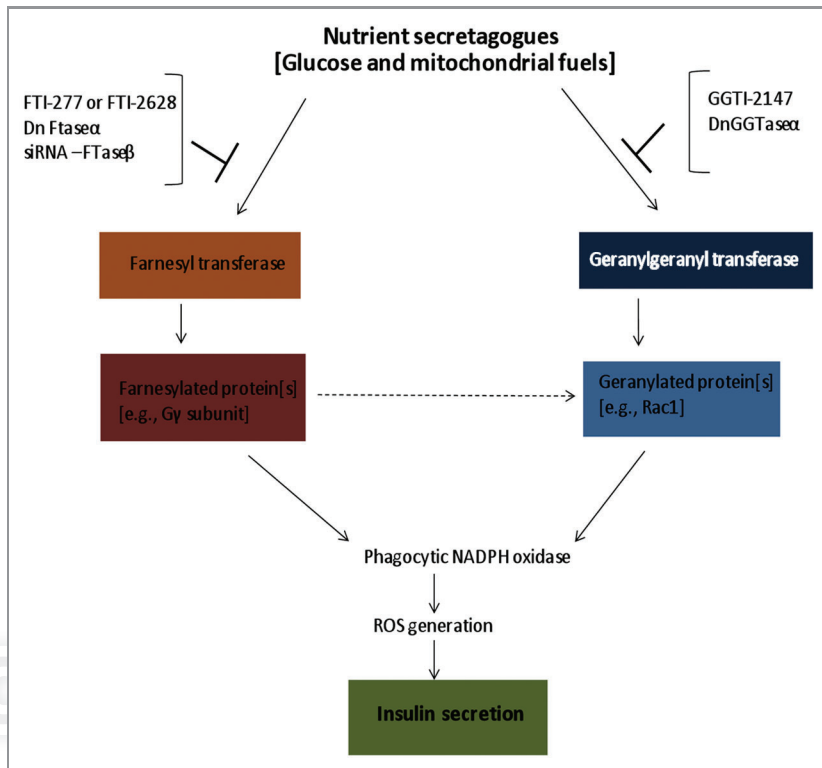 Nutrient secretagogues
[Glucose and mitochondrial fuels]
FTI-277 or FTI-2628
Dn Ftaseα
siRNA –FTaseβ
GGTI-2147
DnGGTaseα
Farnesyl transferase
Geranylgeranyl transferase
Farnesylated protein[s]
[e.g., Gγ subunit]
Geranylated protein[s]
[e.g., Rac1]
Phagocytic NADPH oxidase
ROS generation
Insulin secretion